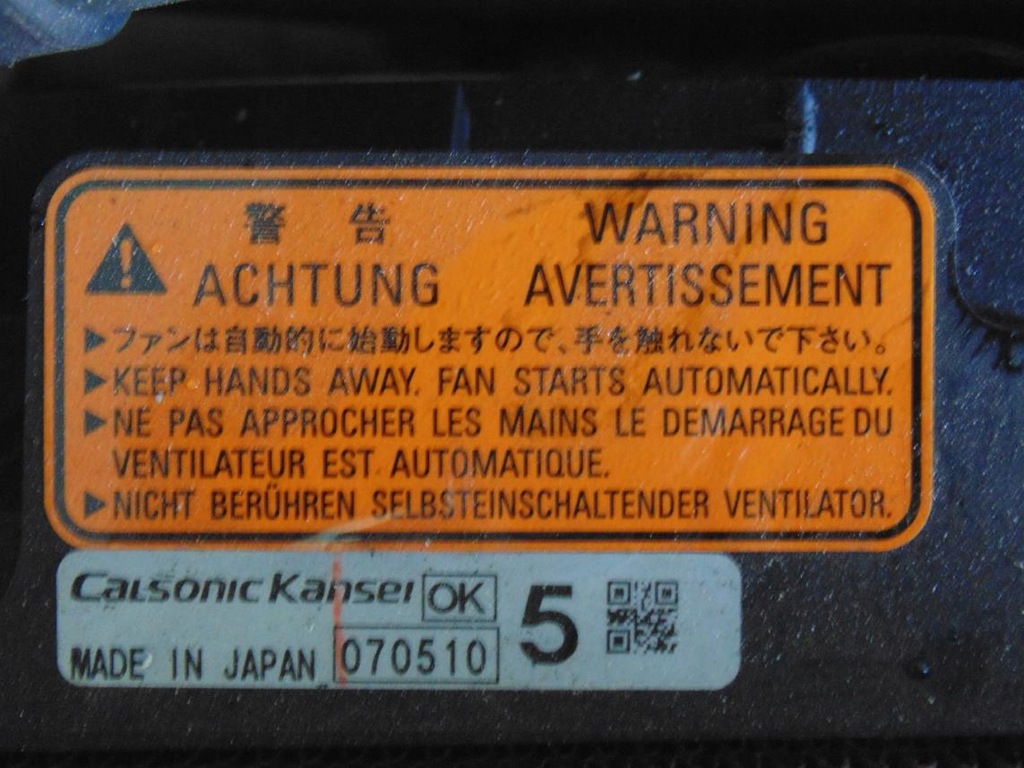 警告 WARNING
ACHTUNG AVERTISSEMENT
▶ファンは自動的に始動しますので、手を触れないで下さい。
▶KEEP HANDS AWAY. FAN STARTS AUTOMATICALLY.
▶NE PAS APPROCHER LES MAINS LE DEMARRAGE DU
VENTILATEUR EST AUTOMATIQUE.
▶NICHT BERÜHREN SELBSTEINSCHALTENDER VENTILATOR.
CALSONIC KANSEI OK 5
MADE IN JAPAN 070510